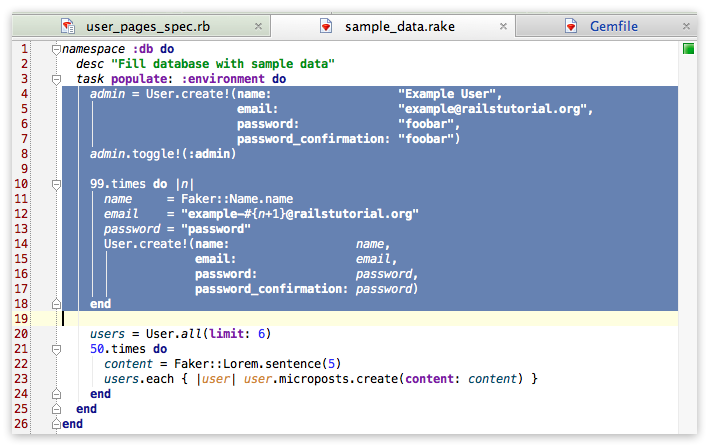 user_pages_spec.rb sample_data.rake Gemfile
1 namespace :db do
2 desc "Fill database with sample data"
3 task populate: :environment do
4 admin = User.create!(name: "Example User",
5 email: "example@railstutorial.org",
6 password: "foobar",
7 password_confirmation: "foobar")
8 admin.toggle!(:admin)
9
10 99.times do |n|
11 name = Faker::Name.name
12 email = "example-#{n+1}@railstutorial.org"
13 password = "password"
14 User.create!(name: name,
15 email: email,
16 password: password,
17 password_confirmation: password)
18 end
19
20 users = User.all(limit: 6)
21 50.times do
22 content = Faker::Lorem.sentence(5)
23 users.each { |user| user.microposts.create(content: content) }
24 end
25 end
26 end